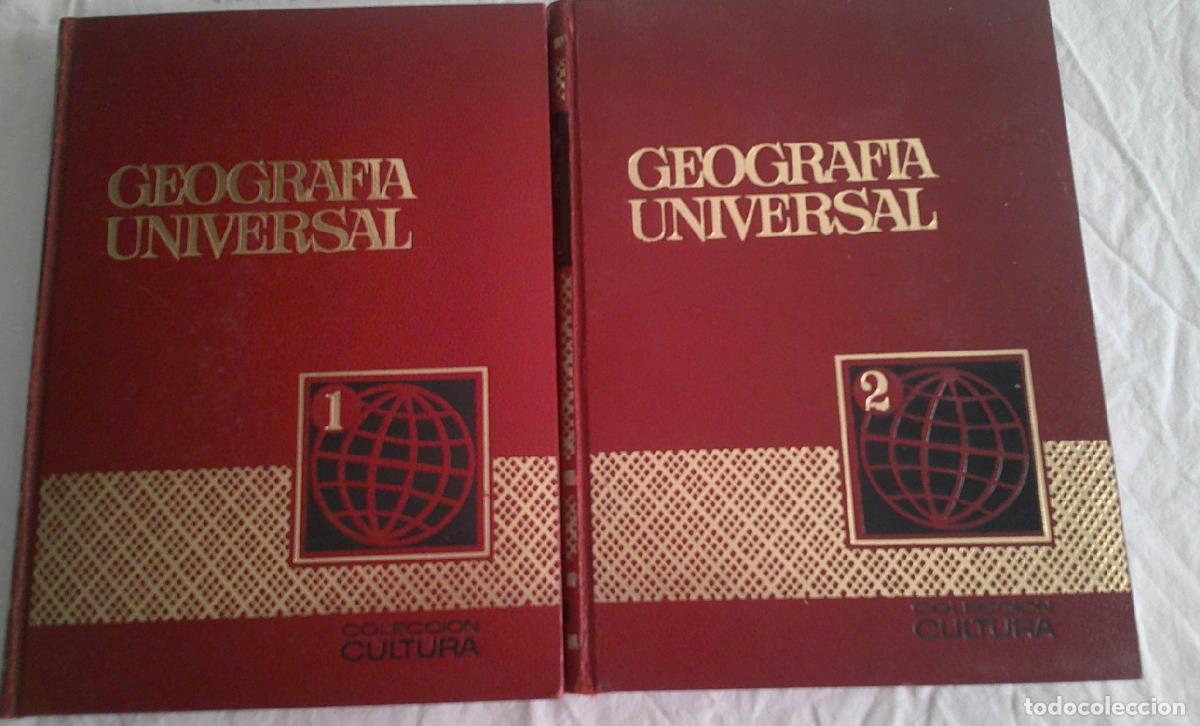 GEOGRAFIA
UNIVERSAL
1
COLECCION
CULTURA
GEOGRAFIA
UNIVERSAL
2
COLECCION
CULTURA
todocoleccion